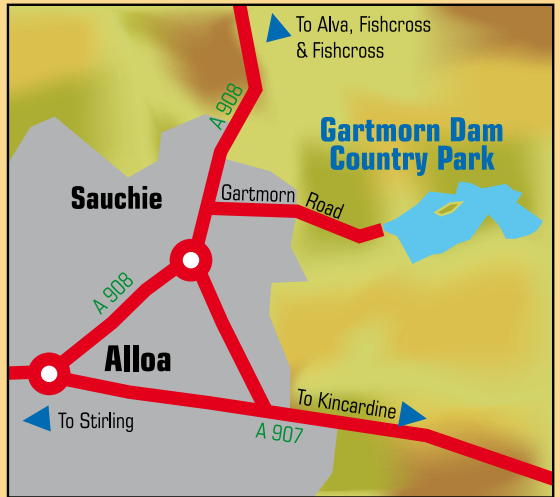 To Alva, Fishcross
& Fishcross
A 908
Gartmorn Dam
Country Park
Sauchie
Gartmorn Road
A 908
Alloa
To Kincardine
To Stirling
A 907